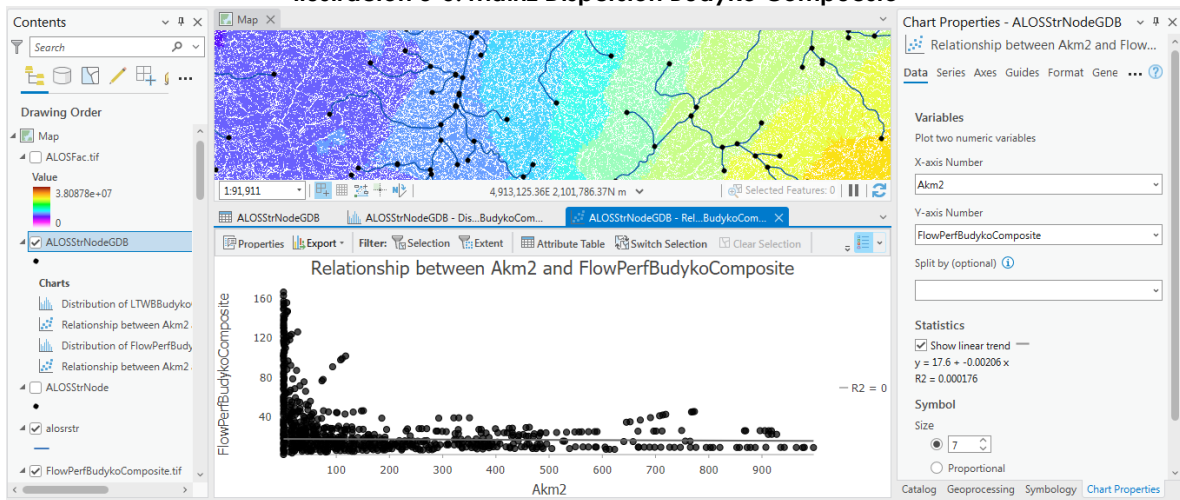 Contents
Search
Drawing Order
Map
ALOSFac.tif
Value
3.80878e+07
0
ALOSStrNodeGDB
Charts
Distribution of LTWBBudyko
Relationship between Akm2
Distribution of FlowPerfBudy
Relationship between Akm2
ALOSStrNode
alosrstr
FlowPerfBudykoComposite.tif
Map
1:91,911
4,913,125.36E 2,101,786.37N m
Selected Features: 0
ALOSStrNodeGDB
ALOSStrNodeGDB - Dis...BudykoCom...
ALOSStrNodeGDB - Rel...BudykoCom...
Properties
Export
Filter:
Selection
Extent
Attribute Table
Switch Selection
Clear Selection
Relationship between Akm2 and FlowPerfBudykoComposite
FlowPerfBudykoComposite
160
120
80
40
R2 = 0
100 200 300 400 500 600 700 800 900
Akm2
Chart Properties - ALOSStrNodeGDB
Relationship between Akm2 and Flow...
Data Series Axes Guides Format Gene ...
Variables
Plot two numeric variables
X-axis Number
Akm2
Y-axis Number
FlowPerfBudykoComposite
Split by (optional)
Statistics
Show linear trend
y = 17.6 + -0.00206 x
R2 = 0.000176
Symbol
Size
7
Proportional
Catalog Geoprocessing Symbology Chart Properties